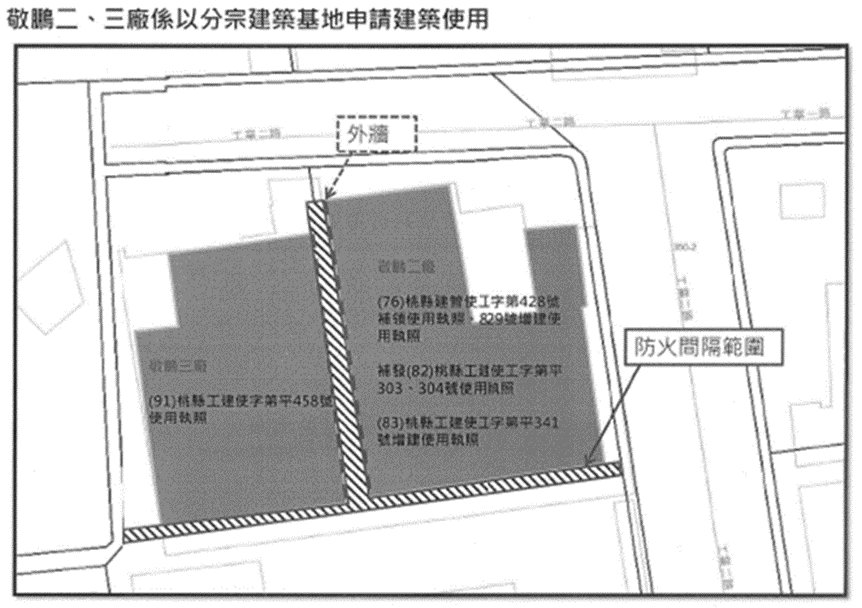 敬鵬二、三廠係以分宗建築基地申請建築使用
工業二路
工業二路
工業一路
外牆
敬鵬二廠
(76)桃縣建管使工字第428號
補領使用執照、829號增建使
用執照
補發(82)桃縣工建使工字第平
303、304號使用執照
(83)桃縣工建使工字第平341
號增建使用執照
敬鵬三廠
(91)桃縣工建使字第平458號
使用執照
防火間隔範圍